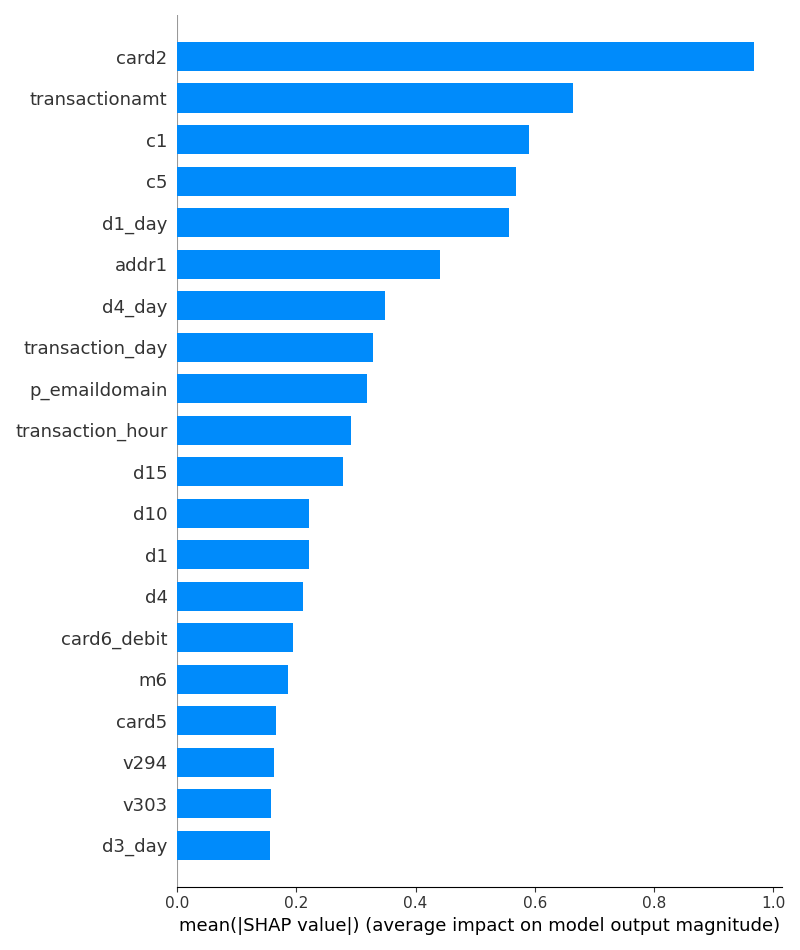 card2
transactionamt
c1
c5
d1_day
addr1
d4_day
transaction_day
p_emaildomain
transaction_hour
d15
d10
d1
d4
card6_debit
m6
card5
v294
v303
d3_day
0.0 0.2 0.4 0.6 0.8 1.0
mean(|SHAP value|) (average impact on model output magnitude)